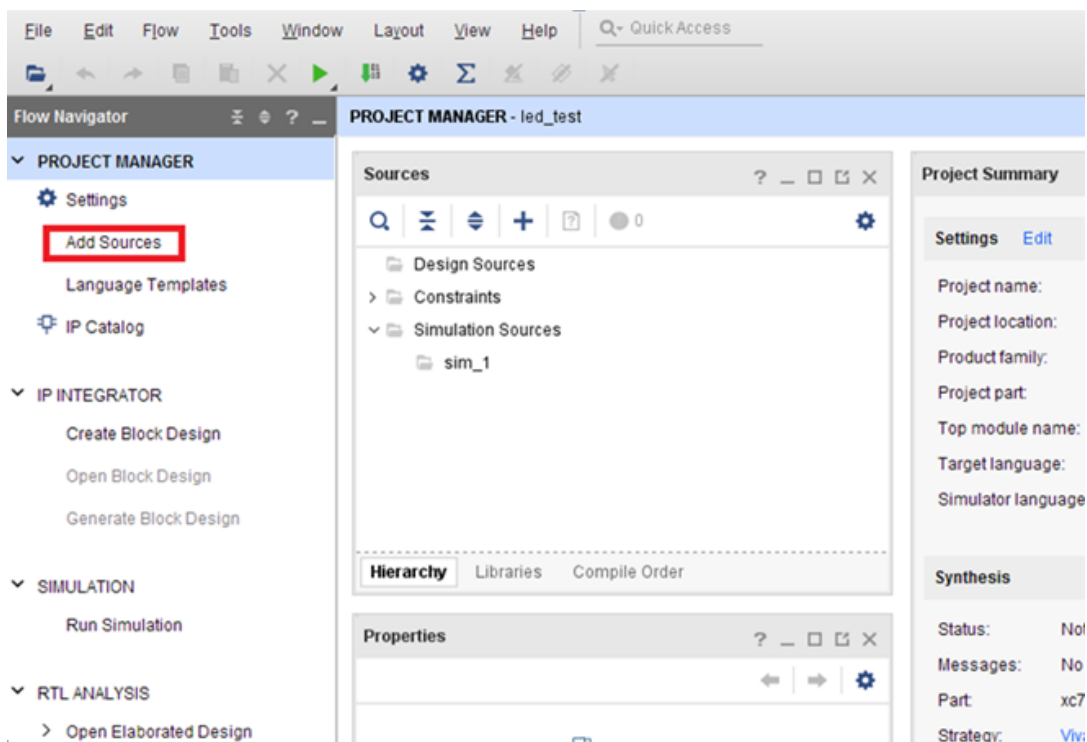 File Edit Flow Tools Window Layout View Help Quick Access
Flow Navigator ? _
PROJECT MANAGER - led_test
PROJECT MANAGER
Settings
Add Sources
Language Templates
IP Catalog
IP INTEGRATOR
Create Block Design
Open Block Design
Generate Block Design
SIMULATION
Run Simulation
RTL ANALYSIS
Open Elaborated Design
Sources ? _
0
Design Sources
Constraints
Simulation Sources
sim_1
Hierarchy Libraries Compile Order
Properties ? _
Project Summary
Settings Edit
Project name:
Project location:
Product family:
Project part:
Top module name:
Target language:
Simulator language
Synthesis
Status: Not
Messages: No
Part: xc7
Strategy: Viva